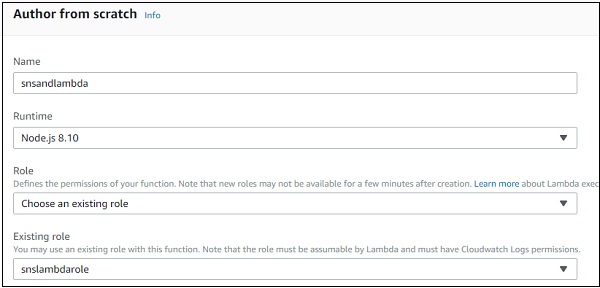 Author from scratch Info
Name
snsandlambda
Runtime
Node.js 8.10
Role
Defines the permissions of your function. Note that new roles may not be available for a few minutes after creation. Learn more about Lambda exec
Choose an existing role
Existing role
You may use an existing role with this function. Note that the role must be assumable by Lambda and must have Cloudwatch Logs permissions.
snslambdarole